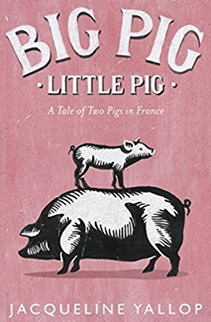 BIG PIG
· LITTLE PIG ·
A Tale of Two Pigs in France
JACQUELINE YALLOP